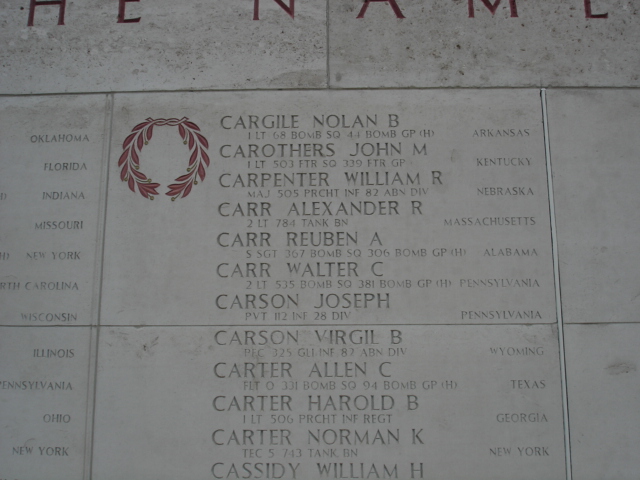 HE NAME
OKLAHOMA
FLORIDA
INDIANA
MISSOURI
NEW YORK
CAROLINA
WISCONSIN
ILLINOIS
PENNSYLVANIA
OHIO
NEW YORK
CARGILE NOLAN B
1 LT 68 BOMB SQ 44 BOMB GP (H) ARKANSAS
CAROTHERS JOHN M
1 LT 503 FTR SQ 339 FTR GP KENTUCKY
CARPENTER WILLIAM R
MAJ 505 PRCHT INF 82 ABN DIV NEBRASKA
CARR ALEXANDER R
2 LT 784 TANK BN MASSACHUSETTS
CARR REUBEN A
S SGT 367 BOMB SQ 306 BOMB GP (H) ALABAMA
CARR WALTER C
2 LT 535 BOMB SQ 381 BOMB GP (H) PENNSYLVANIA
CARSON JOSEPH
PVT 112 INF 28 DIV PENNSYLVANIA
CARSON VIRGIL B
PFC 325 GLI INF 82 ABN DIV WYOMING
CARTER ALLEN C
FLT O 331 BOMB SQ 94 BOMB GP (H) TEXAS
CARTER HAROLD B
1 LT 506 PRCHT INF REGT GEORGIA
CARTER NORMAN K
TEC 5 743 TANK BN NEW YORK
CASSIDY WILLIAM H